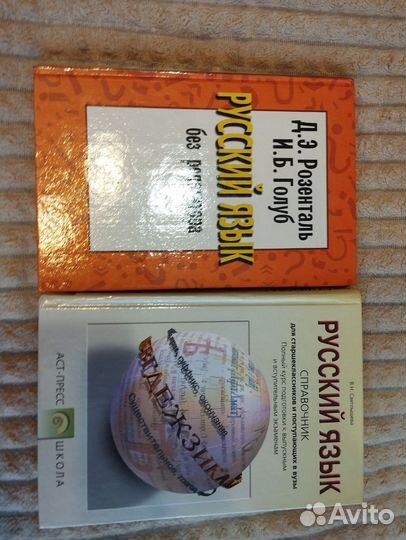 Д.Э. Розенталь
И.Б. Голуб
РУССКИЙ ЯЗЫК
без репетитора
В.Н. Светлышева
РУССКИЙ ЯЗЫК
СПРАВОЧНИК
для старшеклассников и поступающих в вузы
Полный курс подготовки к выпускным
и вступительным экзаменам
АСТ-ПРЕСС
ШКОЛА
Avito